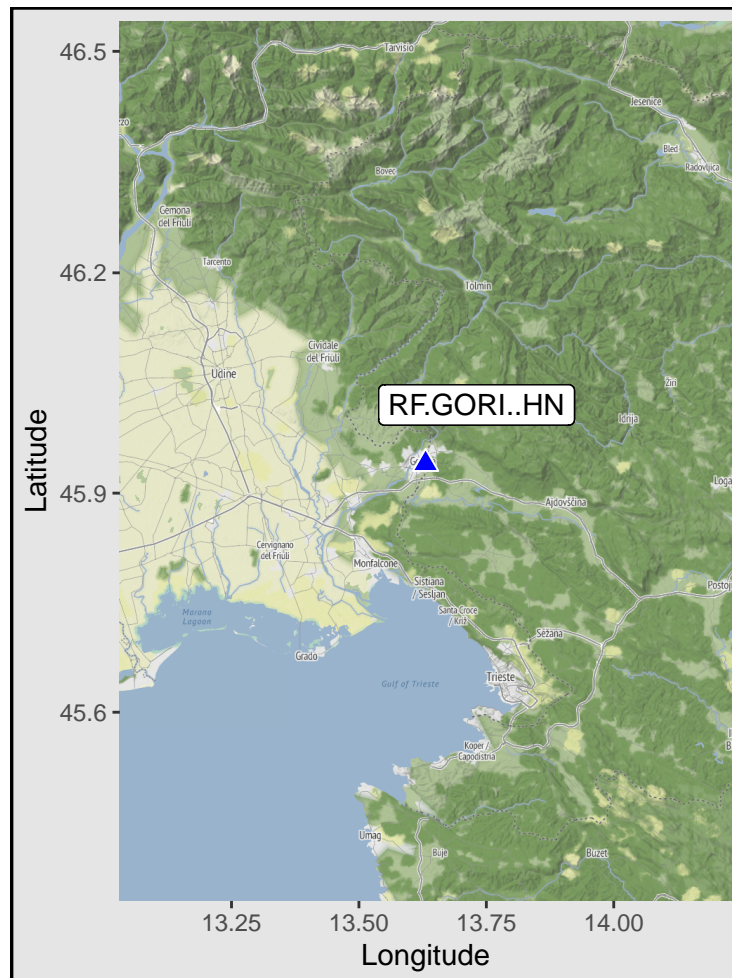 46.5
46.2
45.9
45.6
Latitude
Tarvisio
Jesenice
Bled
Radovljica
Bovec
Gemona
del Friuli
Tarcento
Tolmin
Cividale
del Friuli
Udine
Žiri
RF.GORI..HN
Idrija
Ajdovščina
Cervignano
del Friuli
Monfalcone
Sistiana
/ Sesljan
Santa Croce
/ Križ
Marano
Lagoon
Sežana
Grado
Trieste
Gulf of Trieste
Koper /
Capodistria
Umag
Buje
Buzet
13.25
13.50
13.75
14.00
Longitude